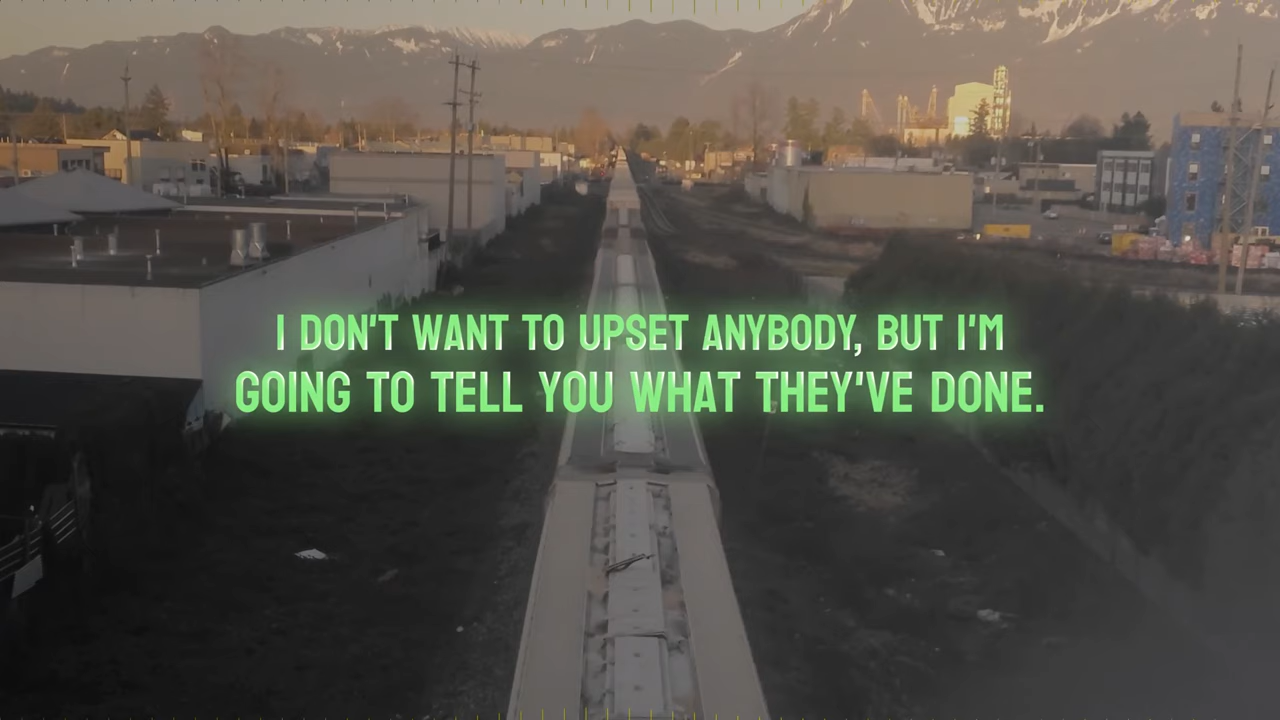 I DON'T WANT TO UPSET ANYBODY, BUT I'M
GOING TO TELL YOU WHAT THEY'VE DONE.